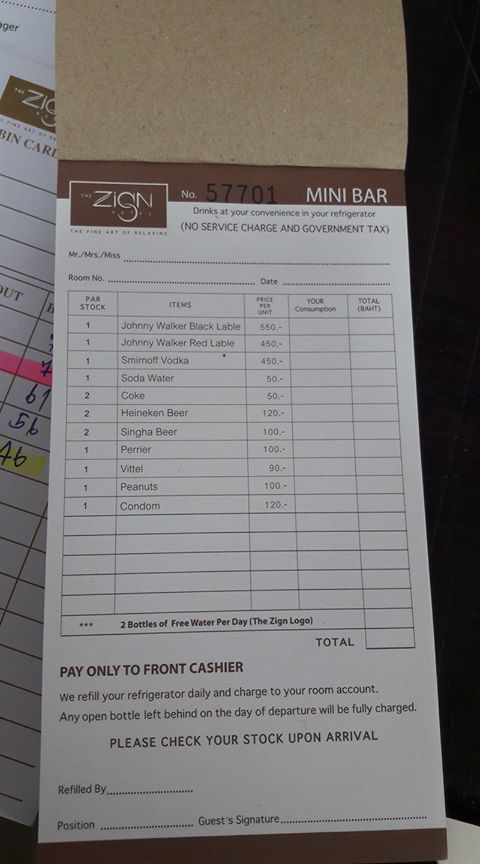 ager
THE ZiG
E FINE ART OF RE
BIN CARD
OUT
61
56
46
THE ZiGN HOTEL
THE FINE ART OF RELAXING
No. 57701 MINI BAR
Drinks at your convenience in your refrigerator
(NO SERVICE CHARGE AND GOVERNMENT TAX)
Mr./Mrs./Miss
Room No. Date
PAR STOCK ITEMS PRICE PER UNIT YOUR Consumption TOTAL (BAHT)
1 Johnny Walker Black Lable 550.-
1 Johnny Walker Red Lable 450.-
1 Smirnoff Vodka 450.-
1 Soda Water 50.-
2 Coke 50.-
2 Heineken Beer 120.-
2 Singha Beer 100.-
1 Perrier 100.-
1 Vittel 90.-
1 Peanuts 100.-
1 Condom 120.-
*** 2 Bottles of Free Water Per Day (The Zign Logo)
TOTAL
PAY ONLY TO FRONT CASHIER
We refill your refrigerator daily and charge to your room account.
Any open bottle left behind on the day of departure will be fully charged.
PLEASE CHECK YOUR STOCK UPON ARRIVAL
Refilled By
Position Guest's Signature